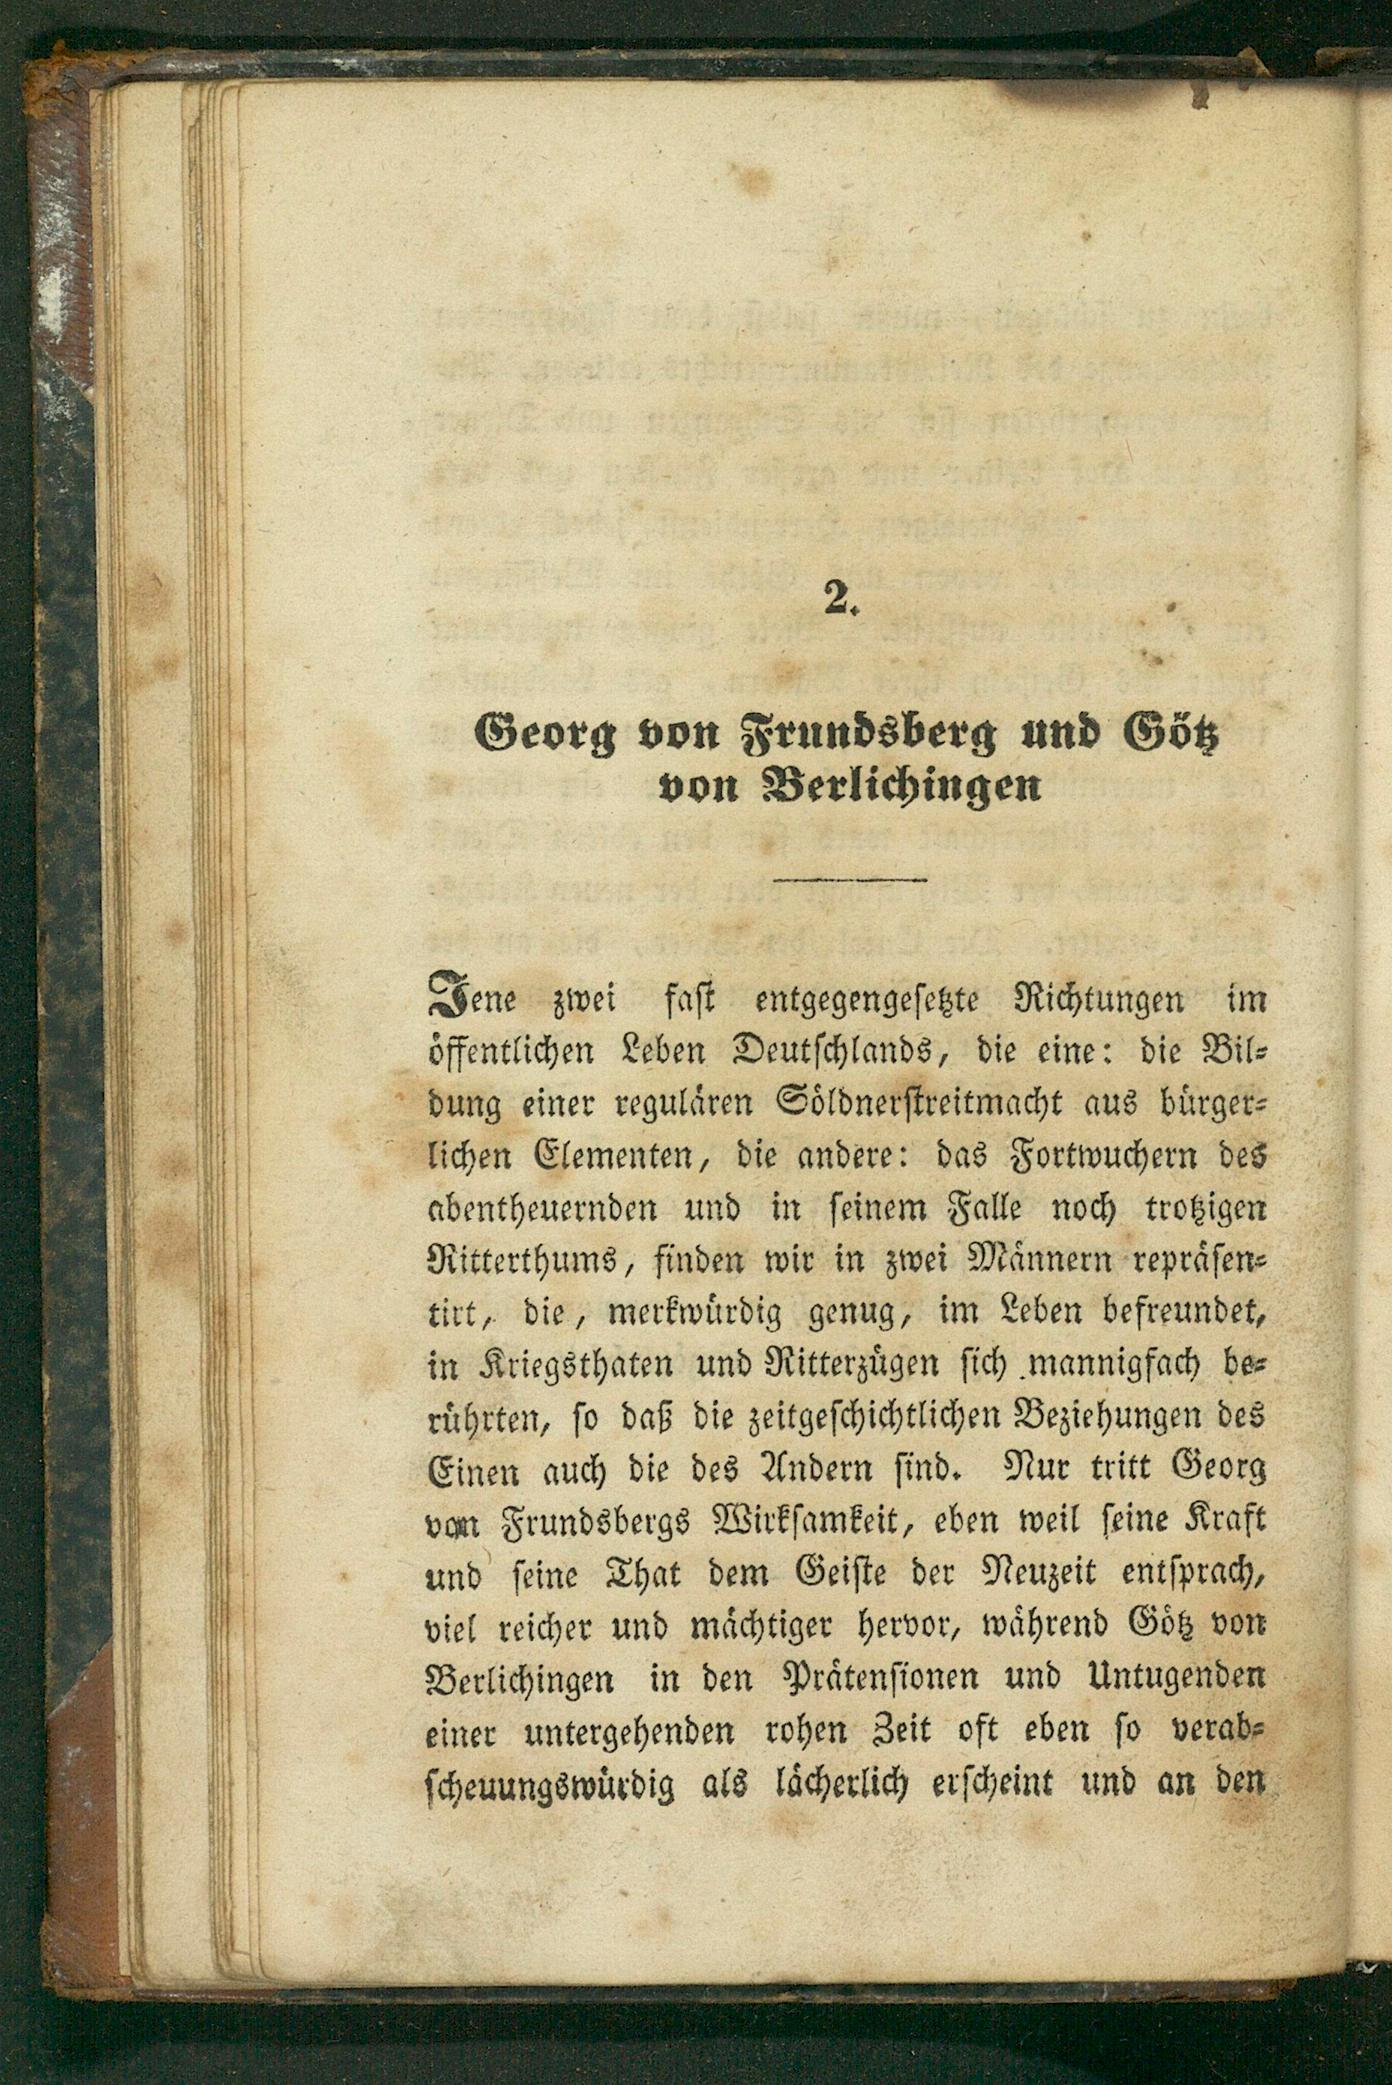 2.
Georg von Frundsberg und Götz
von Berlichingen
Jene zwei fast entgegengesetzte Richtungen im
öffentlichen Leben Deutschlands, die eine: die Bil-
dung einer regulären Söldnerstreitmacht aus bürger-
lichen Elementen, die andere: das Fortwuchern des
abentheuernden und in seinem Falle noch trotzigen
Ritterthums, finden wir in zwei Männern repräsen-
tirt, die, merkwürdig genug, im Leben befreundet,
in Kriegsthaten und Ritterzügen sich mannigfach be-
rührten, so daß die zeitgeschichtlichen Beziehungen des
Einen auch die des Andern sind. Nur tritt Georg
von Frundsbergs Wirksamkeit, eben weil seine Kraft
und seine That dem Geiste der Neuzeit entsprach,
viel reicher und mächtiger hervor, während Götz von
Berlichingen in den Prätensionen und Untugenden
einer untergehenden rohen Zeit oft eben so verab-
scheuungswürdig als lächerlich erscheint und an den